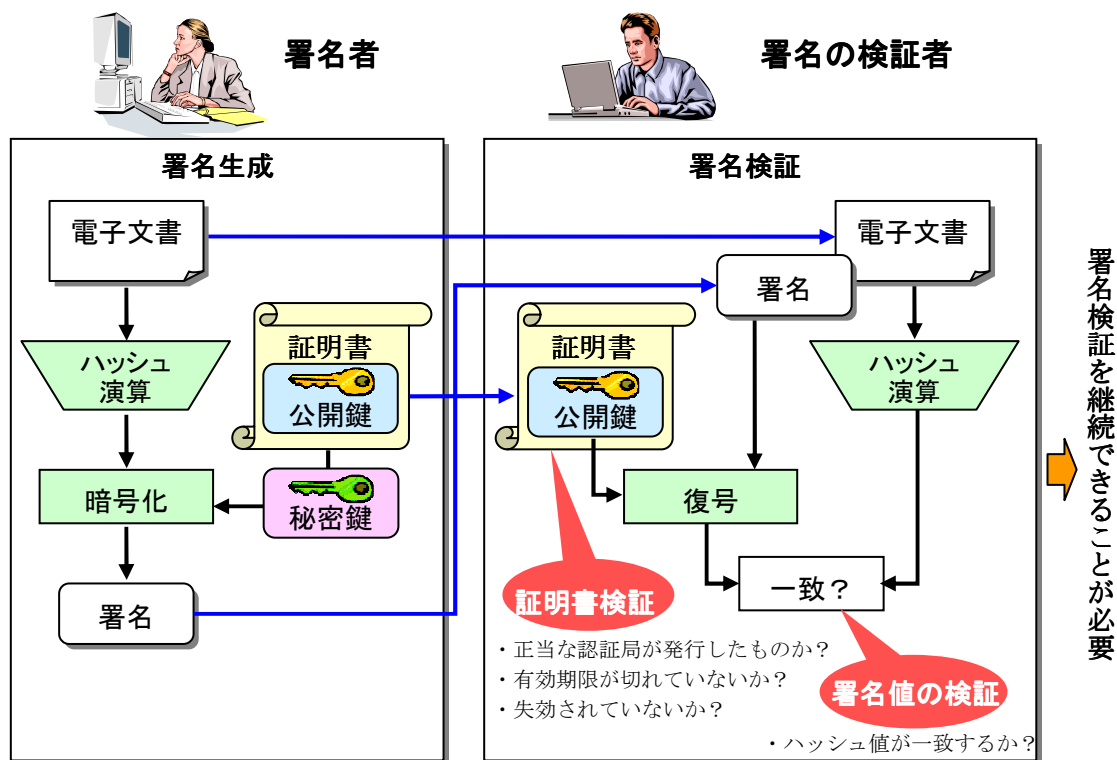 署名者
署名の検証者
署名生成
電子文書
ハッシュ
演算
暗号化
署名
証明書
公開鍵
秘密鍵
署名検証
電子文書
署名
証明書
公開鍵
ハッシュ
演算
復号
一致？
証明書検証
・正当な認証局が発行したものか？
・有効期限が切れていないか？
・失効されていないか？
署名値の検証
・ハッシュ値が一致するか？
署名検証を継続できることが必要